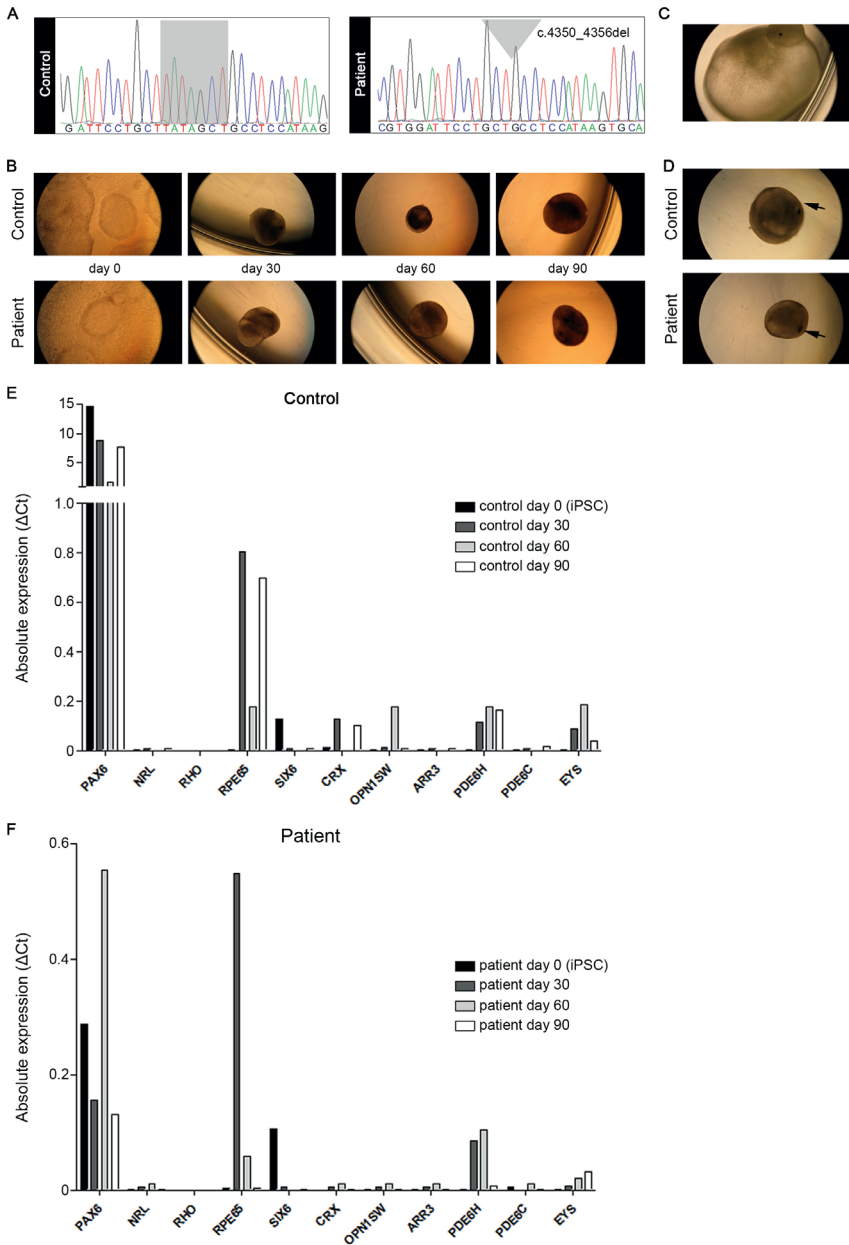 A
Control
GATTCCTGCTTATAGCTGCCTCCATAAG
Patient
c.4350_4356del
CGTGGATTCCTGCTGCCTCCATAAGTGCA
C
B
Control
day 0
day 30
day 60
day 90
Patient
D
Control
Patient
E
Control
Absolute expression (ΔCt)
15
10
5
1.0
0.8
0.6
0.4
0.2
0
control day 0 (iPSC)
control day 30
control day 60
control day 90
PAX6
NRL
RHO
RPE65
SIX6
CRX
OPN1SW
ARR3
PDE6H
PDE6C
EYS
F
Patient
Absolute expression (ΔCt)
0.6
0.4
0.2
0
patient day 0 (iPSC)
patient day 30
patient day 60
patient day 90
PAX6
NRL
RHO
RPE65
SIX6
CRX
OPN1SW
ARR3
PDE6H
PDE6C
EYS